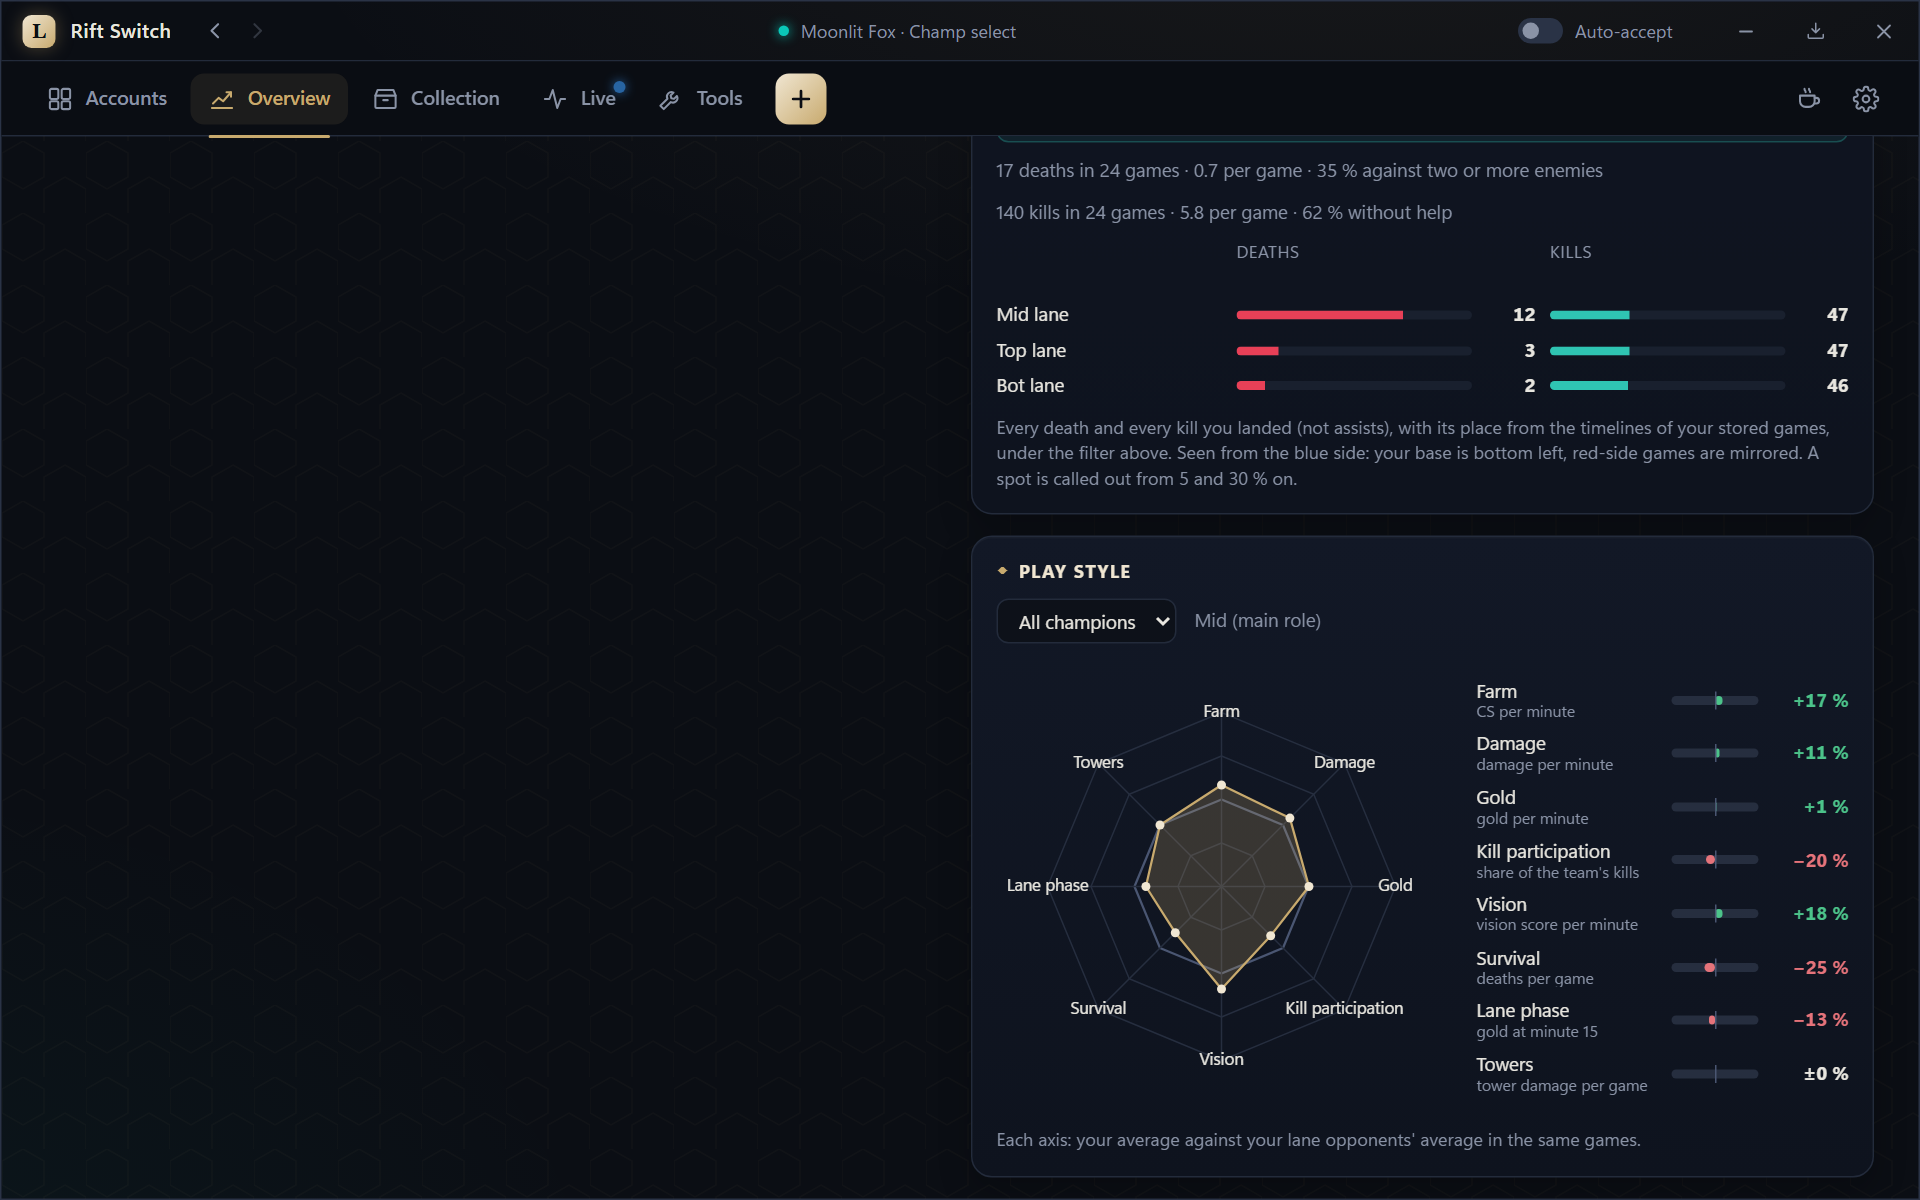 L
Rift Switch
Moonlit Fox · Champ select
Auto-accept
Accounts
Overview
Collection
Live
Tools
17 deaths in 24 games · 0.7 per game · 35 % against two or more enemies
140 kills in 24 games · 5.8 per game · 62 % without help
DEATHS KILLS
Mid lane 12 47
Top lane 3 47
Bot lane 2 46
Every death and every kill you landed (not assists), with its place from the timelines of your stored games,
under the filter above. Seen from the blue side: your base is bottom left, red-side games are mirrored. A
spot is called out from 5 and 30 % on.
PLAY STYLE
All champions Mid (main role)
Farm
Damage
Gold
Kill participation
Vision
Survival
Lane phase
Towers
Farm
CS per minute
+17 %
Damage
damage per minute
+11 %
Gold
gold per minute
+1 %
Kill participation
share of the team's kills
−20 %
Vision
vision score per minute
+18 %
Survival
deaths per game
−25 %
Lane phase
gold at minute 15
−13 %
Towers
tower damage per game
±0 %
Each axis: your average against your lane opponents' average in the same games.